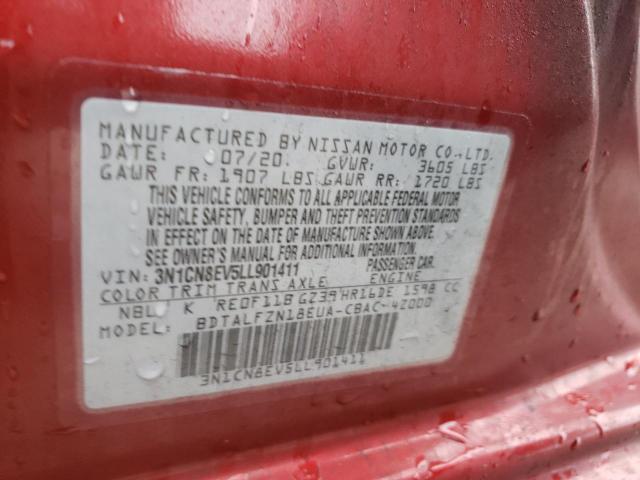 MANUFACTURED BY NISSAN MOTOR CO., LTD.
DATE: 07/20. GVWR: 3605 LBS
GAWR FR: 1907 LBS GAWR RR: 1720 LBS
THIS VEHICLE CONFORMS TO ALL APPLICABLE FEDERAL MOTOR
VEHICLE SAFETY, BUMPER AND THEFT PREVENTION STANDARDS
IN EFFECT ON THE DATE OF MANUFACTURE SHOWN ABOVE.
SEE OWNER'S MANUAL FOR ADDITIONAL INFORMATION.
VIN: 3N1CN8EV5LL901411 PASSENGER CAR.
COLOR TRIM TRANS AXLE ENGINE
NBL K RE0F11B GZ39 HR16DE 1598 CC
MODEL: BDTALFZN18EUA-CBAC-42000
3N1CN8EV5LL901411